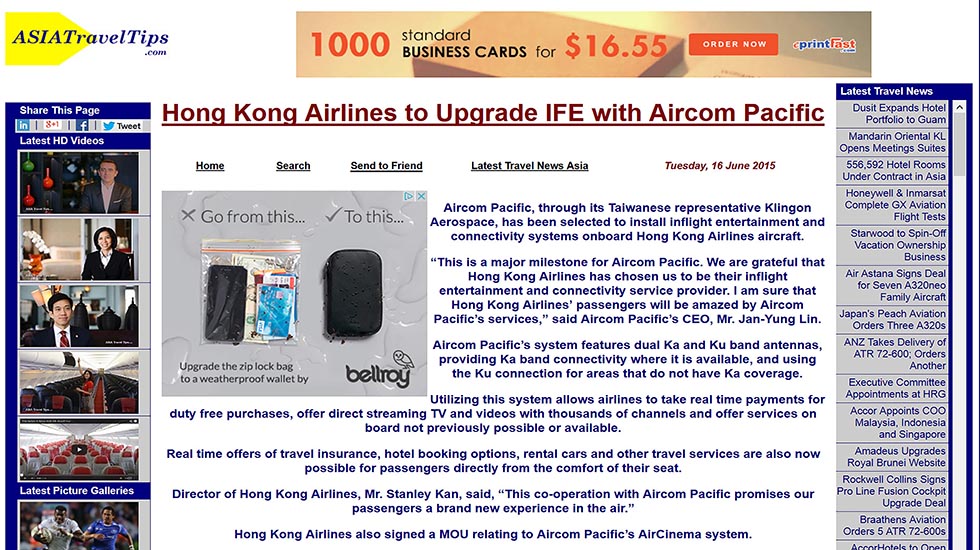 ASIATravelTips
.com
1000 standard BUSINESS CARDS for $16.55
ORDER NOW
eprintfast
.com
Share This Page
in | g+1 | f | Tweet
Latest HD Videos
Latest Picture Galleries
Hong Kong Airlines to Upgrade IFE with Aircom Pacific
Home Search Send to Friend Latest Travel News Asia Tuesday, 16 June 2015
Go from this... To this...
Upgrade the zip lock bag
to a weatherproof wallet by
bellroy
Aircom Pacific, through its Taiwanese representative Klingon
Aerospace, has been selected to install inflight entertainment and
connectivity systems onboard Hong Kong Airlines aircraft.
“This is a major milestone for Aircom Pacific. We are grateful that
Hong Kong Airlines has chosen us to be their inflight
entertainment and connectivity service provider. I am sure that
Hong Kong Airlines’ passengers will be amazed by Aircom
Pacific’s services,” said Aircom Pacific’s CEO, Mr. Jan-Yung Lin.
Aircom Pacific’s system features dual Ka and Ku band antennas,
providing Ka band connectivity where it is available, and using
the Ku connection for areas that do not have Ka coverage.
Utilizing this system allows airlines to take real time payments for
duty free purchases, offer direct streaming TV and videos with thousands of channels and offer services on
board not previously possible or available.
Real time offers of travel insurance, hotel booking options, rental cars and other travel services are also now
possible for passengers directly from the comfort of their seat.
Director of Hong Kong Airlines, Mr. Stanley Kan, said, “This co-operation with Aircom Pacific promises our
passengers a brand new experience in the air.”
Hong Kong Airlines also signed a MOU relating to Aircom Pacific’s AirCinema system.
Latest Travel News
Dusit Expands Hotel
Portfolio to Guam
Mandarin Oriental KL
Opens Meetings Suites
556,592 Hotel Rooms
Under Contract in Asia
Honeywell & Inmarsat
Complete GX Aviation
Flight Tests
Starwood to Spin-Off
Vacation Ownership
Business
Air Astana Signs Deal
for Seven A320neo
Family Aircraft
Japan's Peach Aviation
Orders Three A320s
ANZ Takes Delivery of
ATR 72-600; Orders
Another
Executive Committee
Appointments at HRG
Accor Appoints COO
Malaysia, Indonesia
and Singapore
Amadeus Upgrades
Royal Brunei Website
Rockwell Collins Signs
Pro Line Fusion Cockpit
Upgrade Deal
Braathens Aviation
Orders 5 ATR 72-600s
AccorHotels to Open